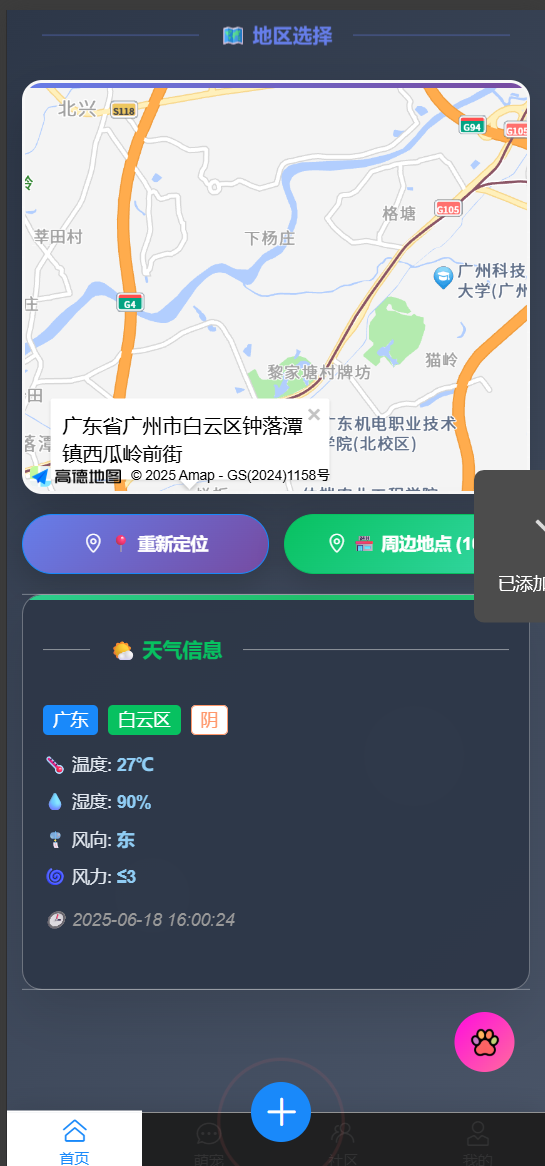 地区选择
北兴
S118
G94
G105
G105
格塘
莘田村
下杨庄
广州科技
大学(广州
庄
G4
猫岭
黎家塘村牌坊
田
广东省广州市白云区钟落潭
镇西瓜岭前街
×
东机电职业技术
学院(北校区)
落潭
高德地图
© 2025 Amap - GS(2024)1158号
重新定位
周边地点 (1
已添加
天气信息
广东
白云区
阴
温度: 27℃
湿度: 90%
风向: 东
风力: ≤3
2025-06-18 16:00:24
首页
萌宠
社区
我的